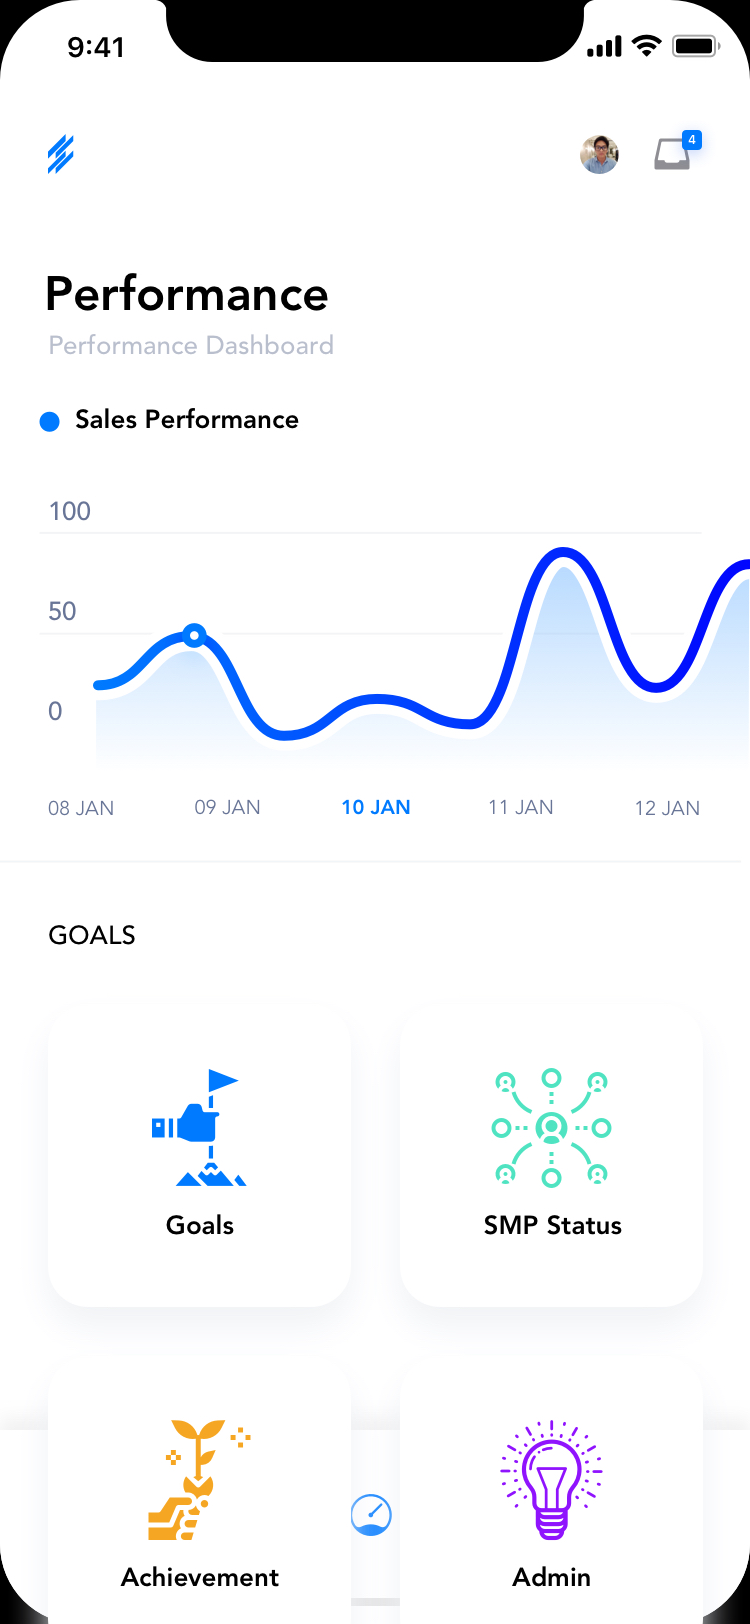 9:41
4
Performance
Performance Dashboard
Sales Performance
100
50
0
08 JAN 09 JAN 10 JAN 11 JAN 12 JAN
GOALS
Goals SMP Status
Achievement Admin